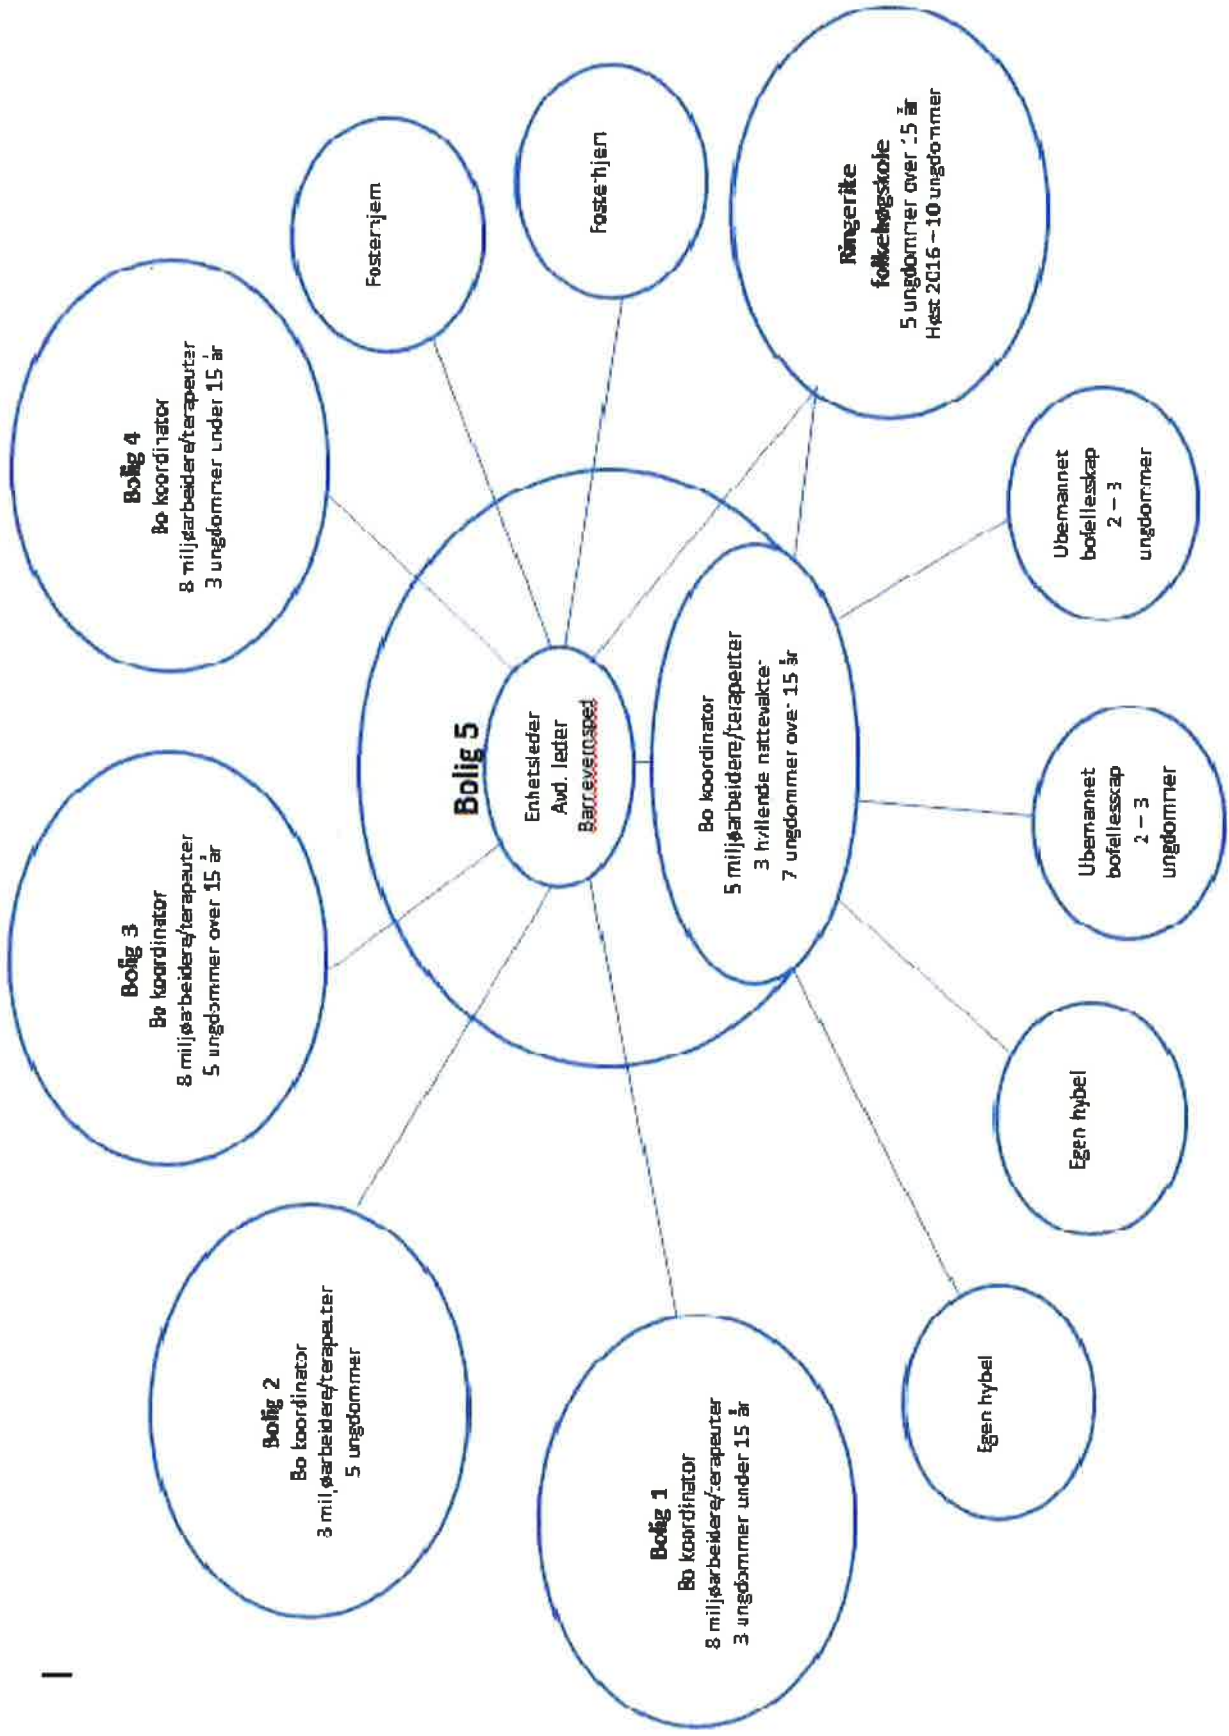 Bolig 1
Bo koordinator
8 miljøarbeidere/terapeuter
3 ungdommer under 15 år
Bolig 2
Bo koordinator
miljøarbeidere/terapeuter
5 ungdommer
Bolig 3
Bo koordinator
8 miljøarbeidere/terapeuter
5 ungdommer over 15 år
Bolig 4
Bo koordinator
8 miljøarbeidere/terapeuter
3 ungdommer under 15 år
Fosterhjem
Fosterhjem
Ringerike
folkehøgskole
5 ungdommer over 15 år
Høst 2016 – 10 ungdommer
Bolig 5
Enhetsleder
Avd. leder
Barnevernsped
Bo koordinator
5 miljøarbeidere/terapeuter
3 hvilende nattevakter
7 ungdommer over 15 år
Egen hybel
Egen hybel
Ubemannet
bofellesskap
2 – 3
ungdommer
Ubemannet
bofellesskap
2 – 3
ungdommer